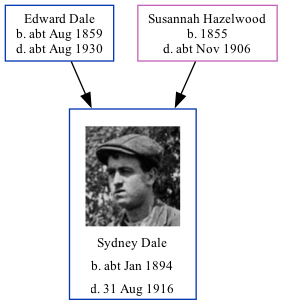 Edward Dale
b. abt Aug 1859
d. abt Aug 1930
Susannah Hazelwood
b. 1855
d. abt Nov 1906
Sydney Dale
b. abt Jan 1894
d. 31 Aug 1916